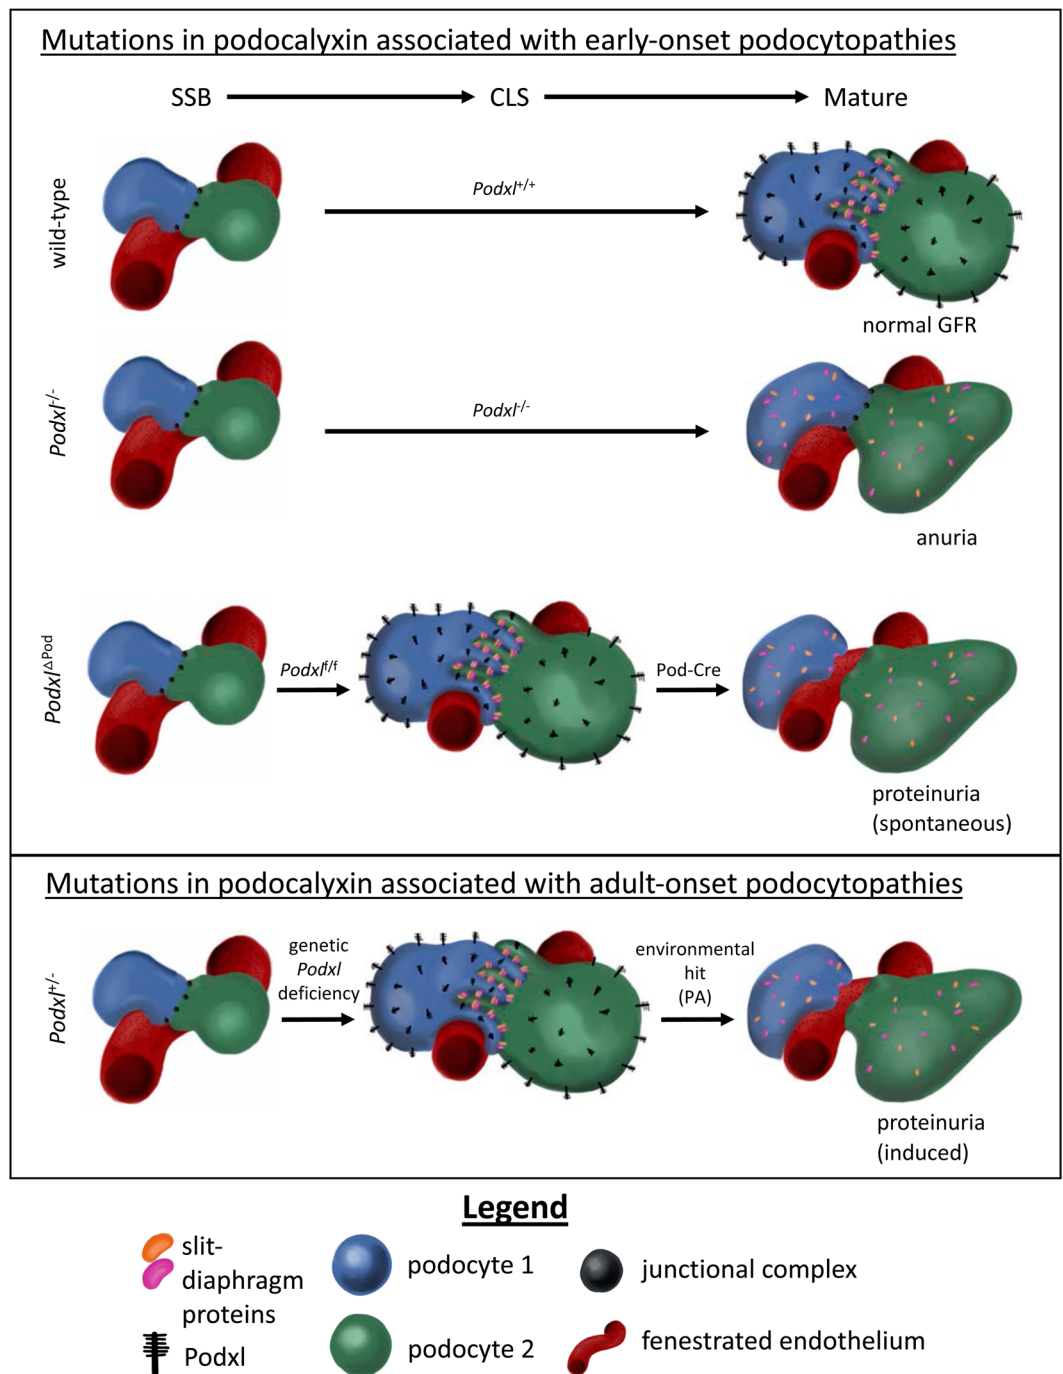 Mutations in podocalyxin associated with early-onset podocytopathies
SSB CLS Mature
wild-type
Podxl+/+
normal GFR
Podxl-/-
Podxl-/-
anuria
Podxl△Pod
Podxlf/f
Pod-Cre
proteinuria
(spontaneous)
Mutations in podocalyxin associated with adult-onset podocytopathies
Podxl+/-
genetic
Podxl
deficiency
environmental
hit
(PA)
proteinuria
(induced)
Legend
slit-
diaphragm
proteins
Podxl
podocyte 1
podocyte 2
junctional complex
fenestrated endothelium